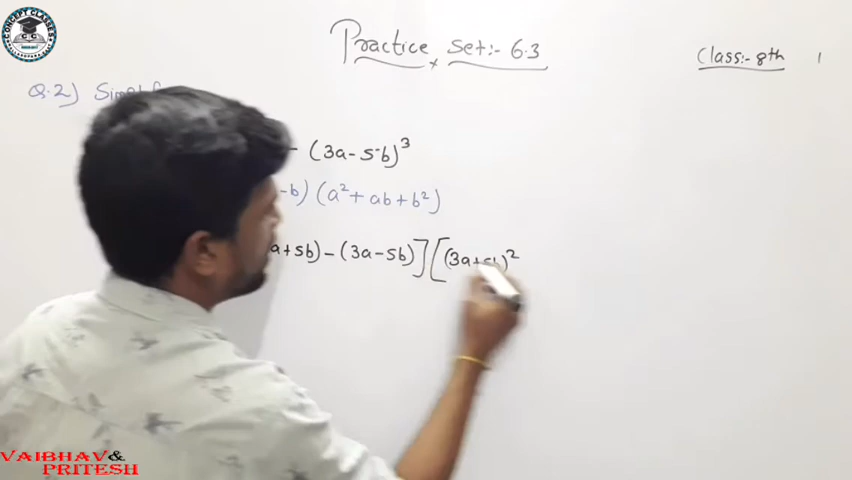 CONCEPT CLASSES
Practice Set:- 6.3
Class:- 8th
Q.2)
- (3a-5b)³
-b) (a²+ab+b²)
a+5b)-(3a-5b)] [(3a+5b)²
VAIBHAV &
PRITESH